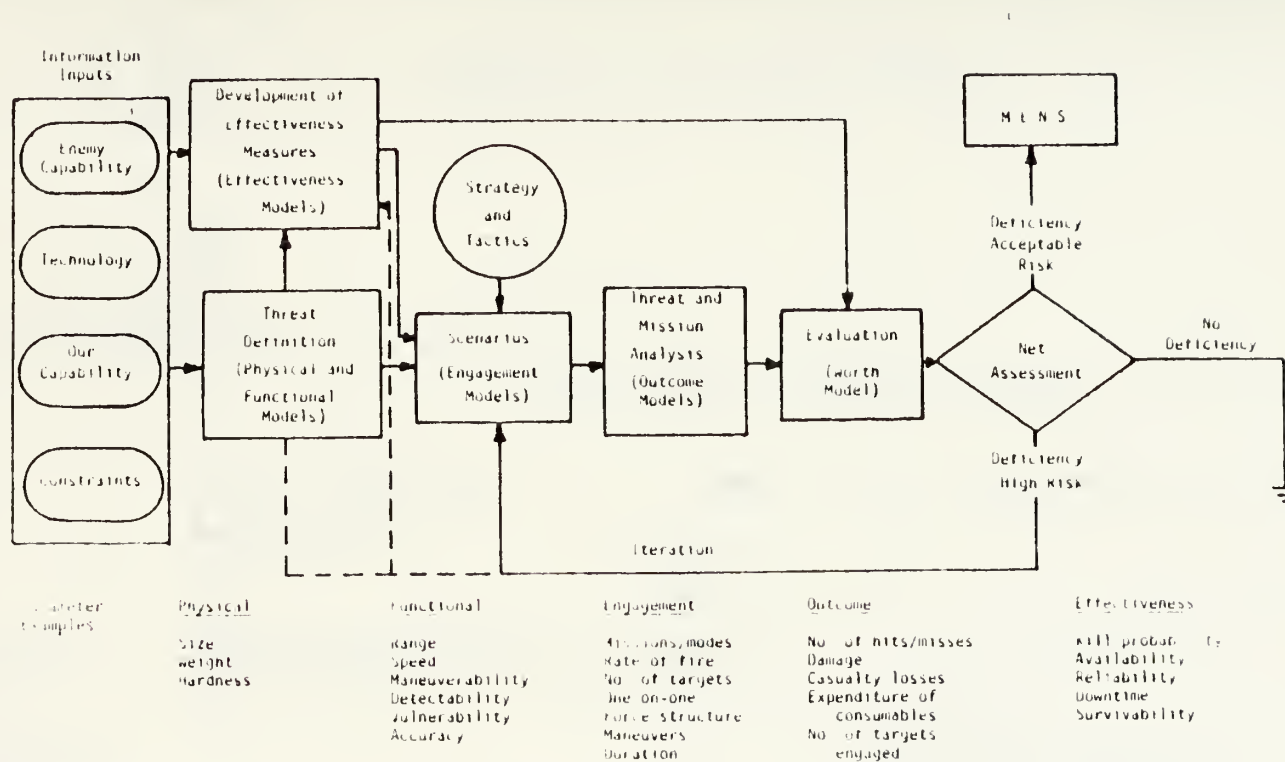 Information
Inputs
Enemy
Capability
Technology
Our
Capability
Constraints
Development of
Effectiveness
Measures
(Effectiveness
Models)
Threat
Definition
(Physical and
Functional
Models)
Strategy
and
Tactics
Scenarios
(Engagement
Models)
Threat and
Mission
Analysis
(Outcome
Models)
Evaluation
(Worth
Model)
M E N S
Deficiency
Acceptable
Risk
Net
Assessment
No
Deficiency
Deficiency
High Risk
Iteration
Examples
Physical
Size
Weight
Hardness
Functional
Range
Speed
Maneuverability
Detectability
Vulnerability
Accuracy
Engagement
Missions/modes
Rate of fire
No of targets
One on-one
Force structure
Maneuvers
Duration
Outcome
No of hits/misses
Damage
Casualty losses
Expenditure of
consumables
No of targets
engaged
Effectiveness
Kill
Availability
Reliability
Downtime
Survivability